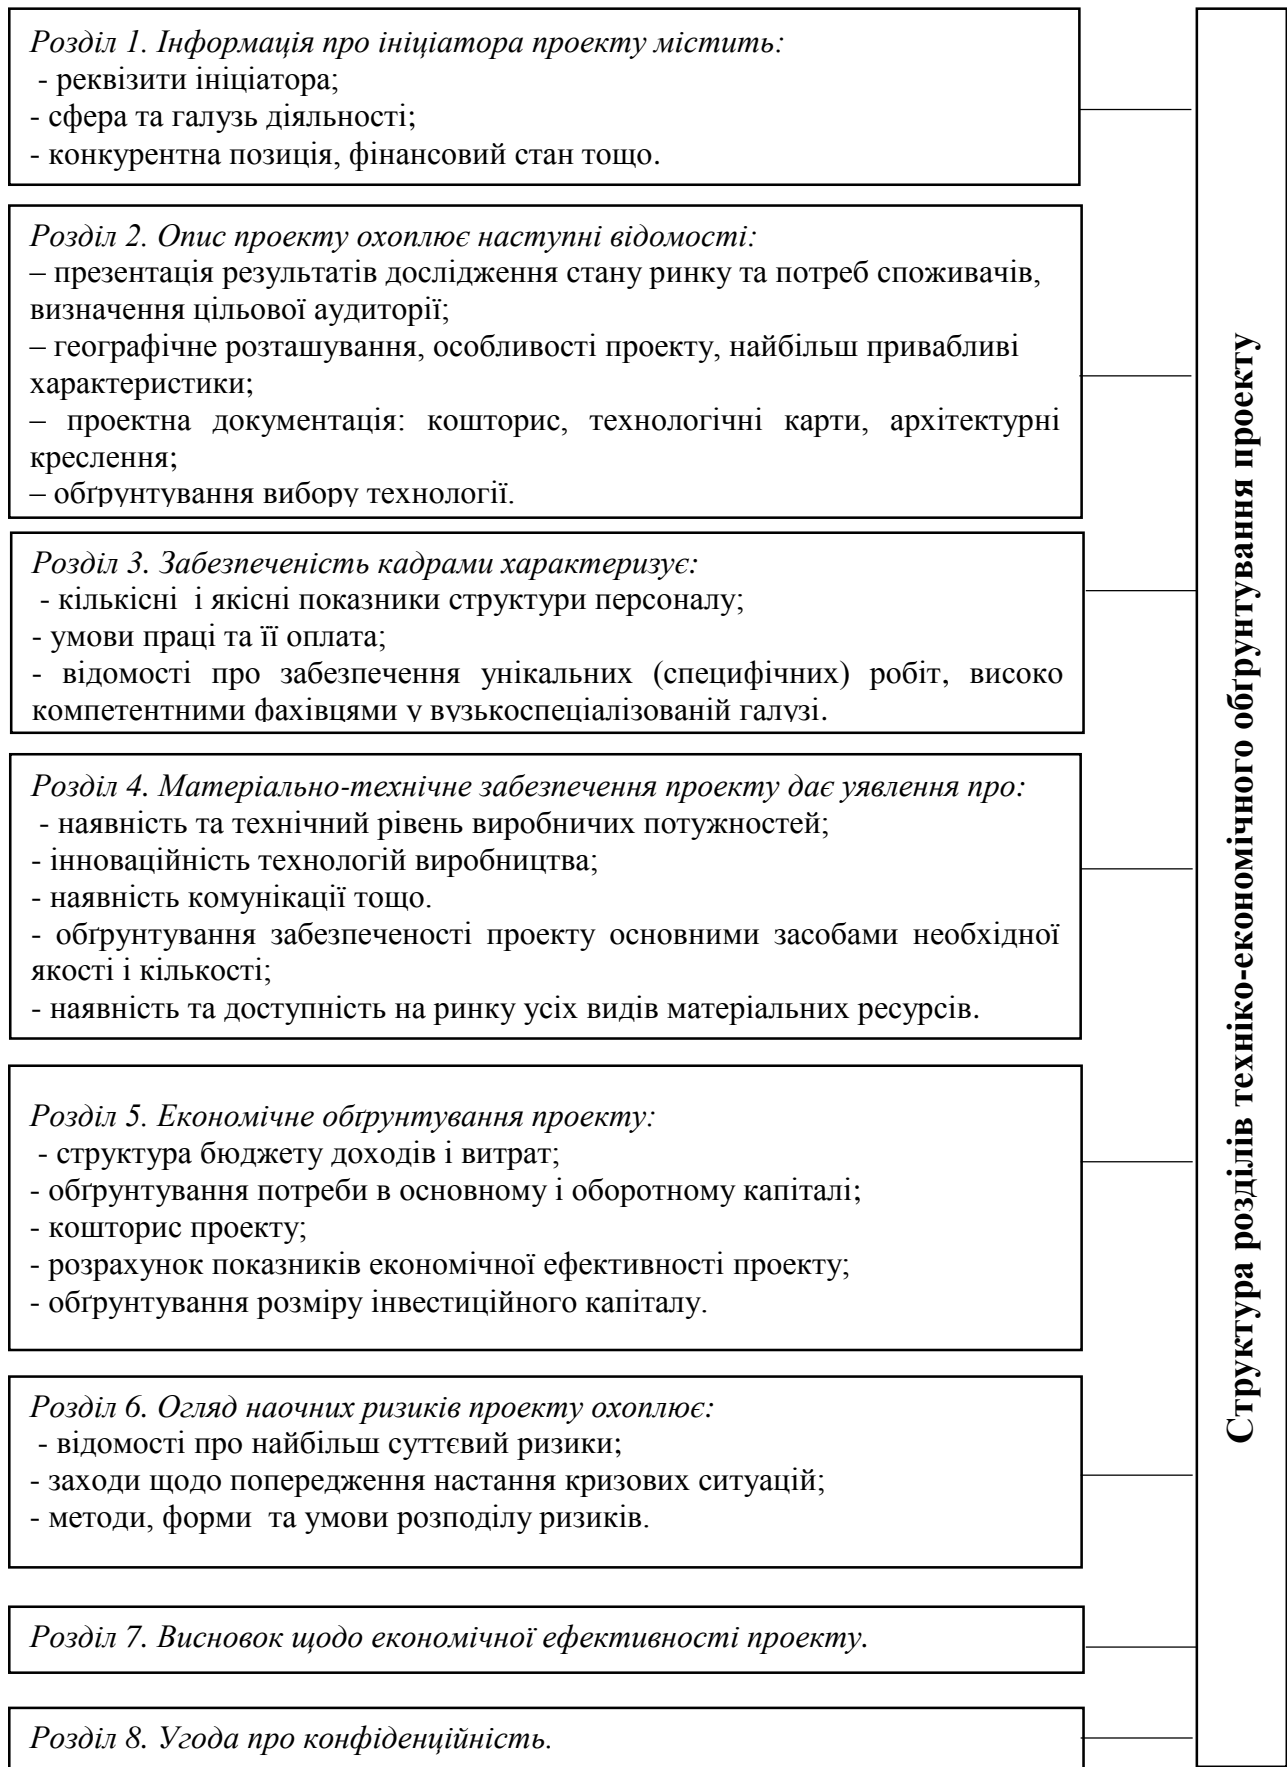 Розділ 1. Інформація про ініціатора проекту містить:
- реквізити ініціатора;
- сфера та галузь діяльності;
- конкурентна позиція, фінансовий стан тощо.
Розділ 2. Опис проекту охоплює наступні відомості:
– презентація результатів дослідження стану ринку та потреб споживачів,
визначення цільової аудиторії;
– географічне розташування, особливості проекту, найбільш привабливі
характеристики;
– проектна документація: кошторис, технологічні карти, архітектурні
креслення;
– обґрунтування вибору технології.
Розділ 3. Забезпеченість кадрами характеризує:
- кількісні і якісні показники структури персоналу;
- умови праці та її оплата;
- відомості про забезпечення унікальних (специфічних) робіт, високо
компетентними фахівцями у вузькоспеціалізованій галузі.
Розділ 4. Матеріально-технічне забезпечення проекту дає уявлення про:
- наявність та технічний рівень виробничих потужностей;
- інноваційність технологій виробництва;
- наявність комунікації тощо.
- обґрунтування забезпеченості проекту основними засобами необхідної
якості і кількості;
- наявність та доступність на ринку усіх видів матеріальних ресурсів.
Розділ 5. Економічне обґрунтування проекту:
- структура бюджету доходів і витрат;
- обґрунтування потреби в основному і оборотному капіталі;
- кошторис проекту;
- розрахунок показників економічної ефективності проекту;
- обґрунтування розміру інвестиційного капіталу.
Розділ 6. Огляд наочних ризиків проекту охоплює:
- відомості про найбільш суттєвий ризики;
- заходи щодо попередження настання кризових ситуацій;
- методи, форми та умови розподілу ризиків.
Розділ 7. Висновок щодо економічної ефективності проекту.
Розділ 8. Угода про конфіденційність.
Структура розділів техніко-економічного обґрунтування проекту